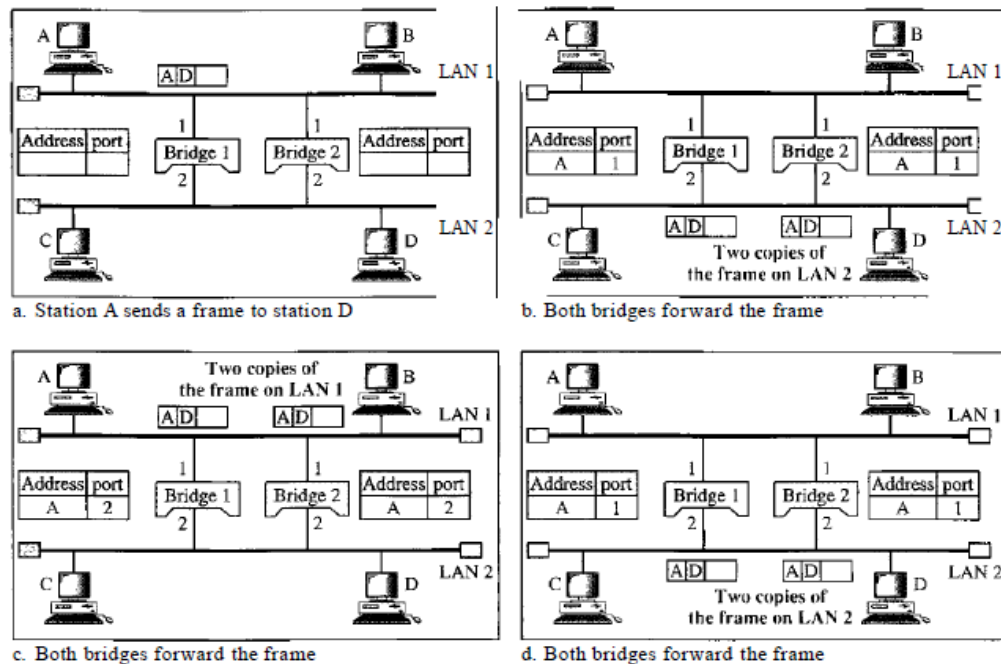 A
B
A D
LAN 1
1
1
Address port
Bridge 1
Bridge 2
Address port
2
2
LAN 2
C
D
a. Station A sends a frame to station D
A
B
LAN 1
1
1
Address port
A 1
Bridge 1
Bridge 2
Address port
A 1
2
2
LAN 2
C
A D
A D
D
Two copies of
the frame on LAN 2
b. Both bridges forward the frame
Two copies of
the frame on LAN 1
A
B
A D
A D
LAN 1
1
1
Address port
A 2
Bridge 1
Bridge 2
Address port
A 2
2
2
LAN 2
C
D
c. Both bridges forward the frame
A
B
LAN 1
1
1
Address port
A 1
Bridge 1
Bridge 2
Address port
A 1
2
2
LAN 2
C
A D
A D
D
Two copies of
the frame on LAN 2
d. Both bridges forward the frame